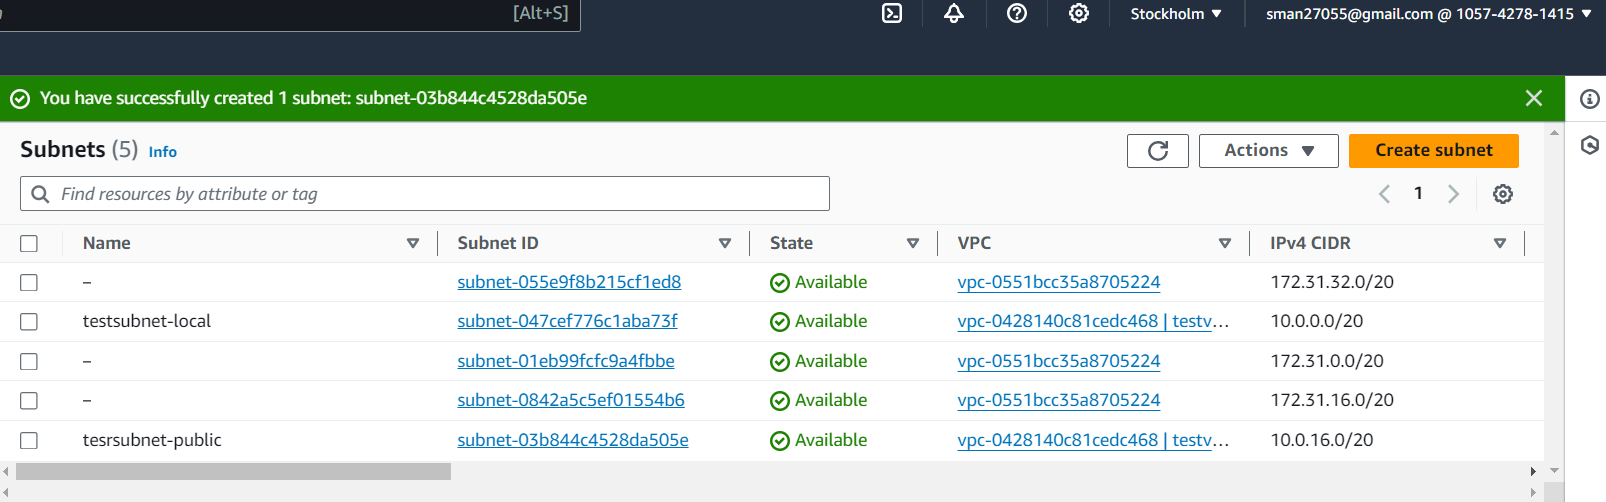 [Alt+S]
Stockholm
sman27055@gmail.com @ 1057-4278-1415
You have successfully created 1 subnet: subnet-03b844c4528da505e
Subnets (5) Info
Actions
Create subnet
Find resources by attribute or tag
1
Name Subnet ID State VPC IPv4 CIDR
– subnet-055e9f8b215cf1ed8 Available vpc-0551bcc35a8705224 172.31.32.0/20
testsubnet-local subnet-047cef776c1aba73f Available vpc-0428140c81cedc468 | testv… 10.0.0.0/20
– subnet-01eb99fcfc9a4fbbe Available vpc-0551bcc35a8705224 172.31.0.0/20
– subnet-0842a5c5ef01554b6 Available vpc-0551bcc35a8705224 172.31.16.0/20
tesrsubnet-public subnet-03b844c4528da505e Available vpc-0428140c81cedc468 | testv… 10.0.16.0/20